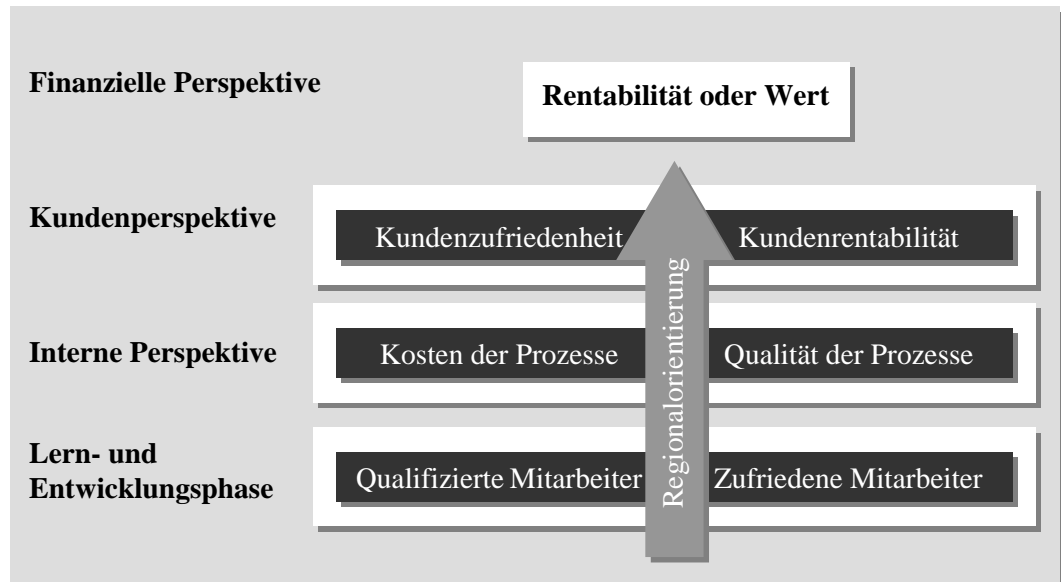 Finanzielle Perspektive
Rentabilität oder Wert
Kundenperspektive
Kundenzufriedenheit
Kundenrentabilität
Interne Perspektive
Kosten der Prozesse
Qualität der Prozesse
Lern- und
Entwicklungsphase
Qualifizierte Mitarbeiter
Zufriedene Mitarbeiter
Regionalorientierung